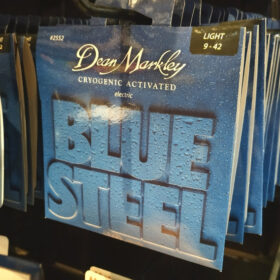 #2552
Dean Markley
LIGHT
9 - 42
CRYOGENIC ACTIVATED
electric
BLUE
STEEL